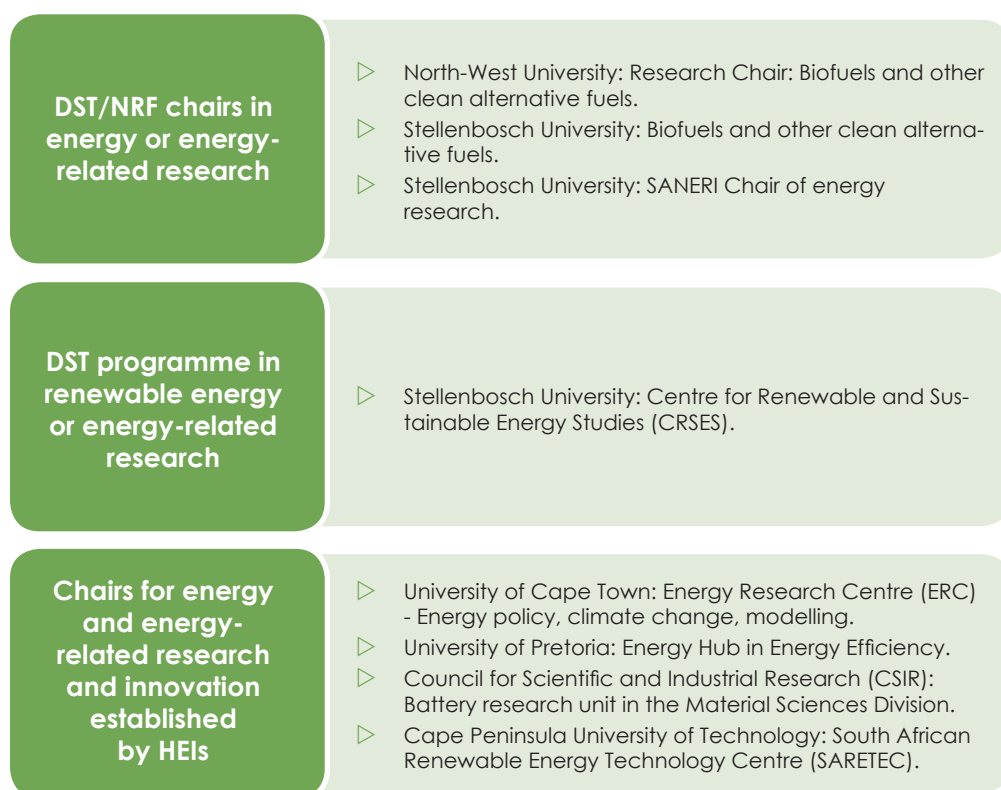 DST/NRF chairs in
energy or energy-
related research
North-West University: Research Chair: Biofuels and other
clean alternative fuels.
Stellenbosch University: Biofuels and other clean alterna-
tive fuels.
Stellenbosch University: SANERI Chair of energy
research.
DST programme in
renewable energy
or energy-related
research
Stellenbosch University: Centre for Renewable and Sus-
tainable Energy Studies (CRSES).
Chairs for energy
and energy-
related research
and innovation
established
by HEIs
University of Cape Town: Energy Research Centre (ERC)
- Energy policy, climate change, modelling.
University of Pretoria: Energy Hub in Energy Efficiency.
Council for Scientific and Industrial Research (CSIR):
Battery research unit in the Material Sciences Division.
Cape Peninsula University of Technology: South African
Renewable Energy Technology Centre (SARETEC).